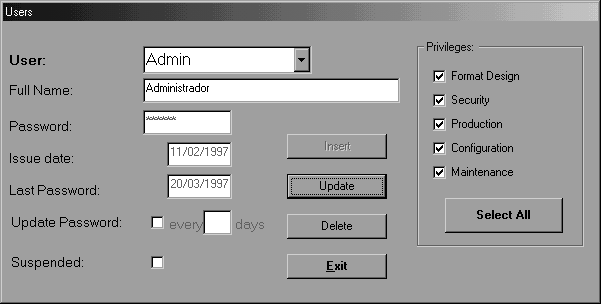 Users
User: Admin
Full Name: Administrador
Password: ******
Issue date: 11/02/1997
Last Password: 20/03/1997
Update Password: every days
Suspended:
Insert
Update
Delete
Exit
Privileges:
Format Design
Security
Production
Configuration
Maintenance
Select All